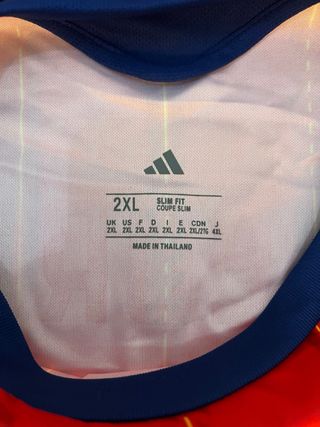 2XL SLIM FIT
COUPE SLIM
UK US F D I E CDN J
2XL 2XL 2XL 2XL 2XL 2XL 2XL/2TG 4XL
MADE IN THAILAND